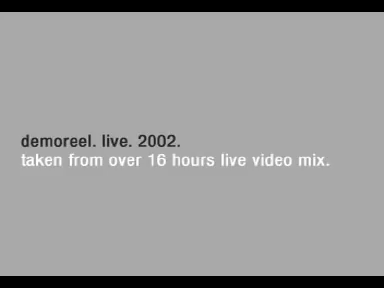 demoreel. live. 2002.
taken from over 16 hours live video mix.